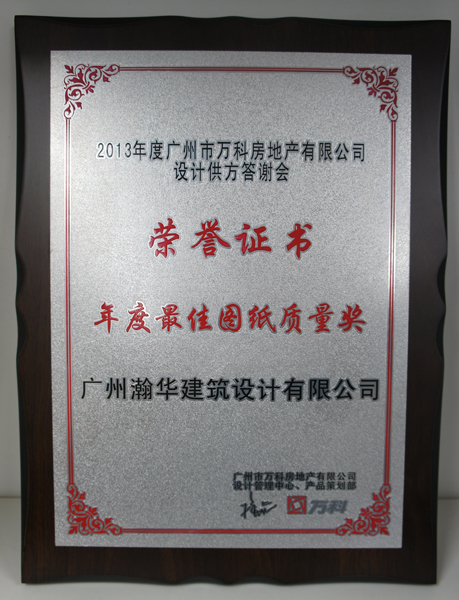 2013年度广州市万科房地产有限公司
设计供方答谢会
荣誉证书
年度最佳图纸质量奖
广州瀚华建筑设计有限公司
广州市万科房地产有限公司
设计管理中心、产品策划部
万科